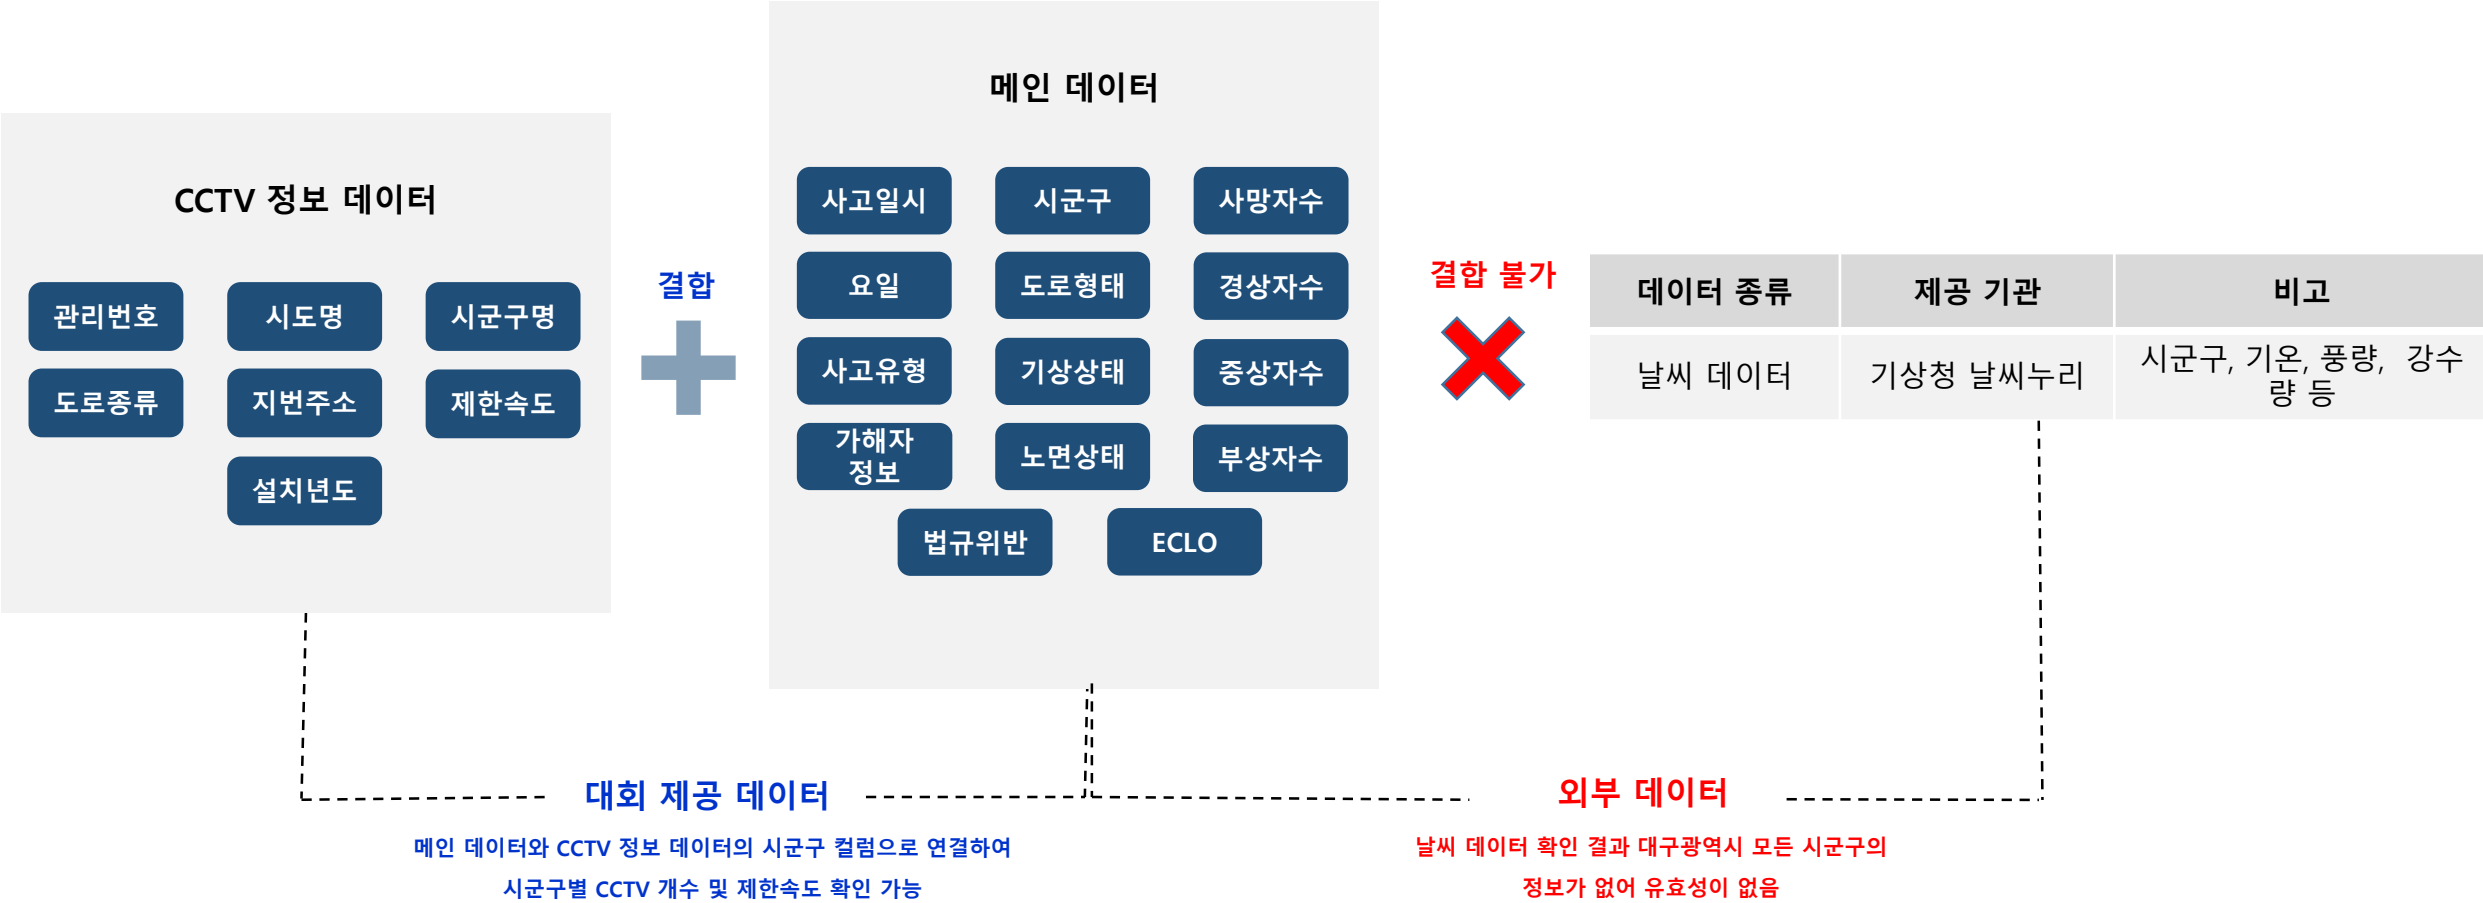 CCTV 정보 데이터
관리번호
시도명
시군구명
도로종류
지번주소
제한속도
설치년도
결합
메인 데이터
사고일시
시군구
사망자수
요일
도로형태
경상자수
사고유형
기상상태
중상자수
가해자
정보
노면상태
부상자수
법규위반
ECLO
결합 불가
데이터 종류
제공 기관
비고
날씨 데이터
기상청 날씨누리
시군구, 기온, 풍량, 강수
량 등
대회 제공 데이터
메인 데이터와 CCTV 정보 데이터의 시군구 컬럼으로 연결하여
시군구별 CCTV 개수 및 제한속도 확인 가능
외부 데이터
날씨 데이터 확인 결과 대구광역시 모든 시군구의
정보가 없어 유효성이 없음